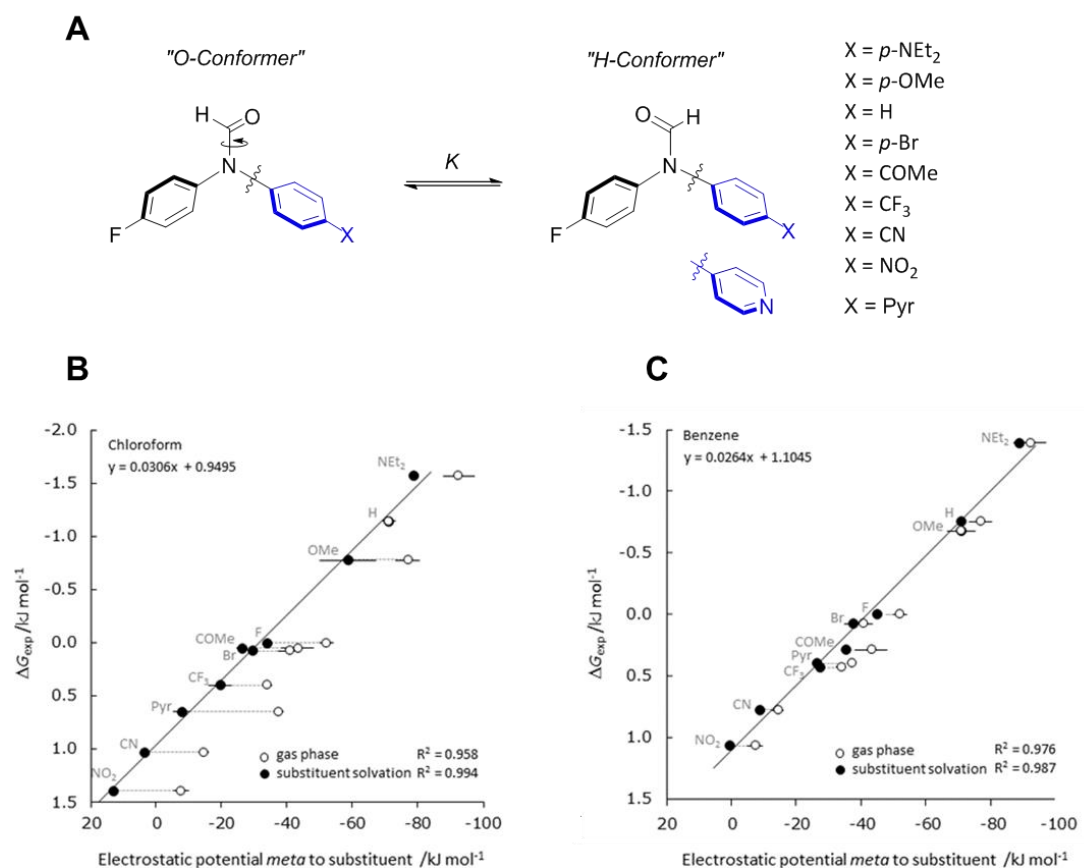 A
"O-Conformer"
"H-Conformer"
X = p-NEt₂
X = p-OMe
X = H
X = p-Br
X = COMe
X = CF₃
X = CN
X = NO₂
X = Pyr
H
O
N
F
X
K
O
H
N
F
X
N
B
Chloroform
y = 0.0306x + 0.9495
-2.0
-1.5
-1.0
-0.5
0.0
0.5
1.0
1.5
ΔG exp /kJ mol⁻¹
NEt₂
H
OMe
F
COMe
Br
CF₃
Pyr
CN
NO₂
gas phase R² = 0.958
substituent solvation R² = 0.994
20 0 -20 -40 -60 -80 -100
Electrostatic potential meta to substituent /kJ mol⁻¹
C
Benzene
y = 0.0264x + 1.1045
-1.5
-1.0
-0.5
0.0
0.5
1.0
1.5
ΔG exp /kJ mol⁻¹
NEt₂
H
OMe
F
Br
COMe
Pyr
CF₃
CN
NO₂
gas phase R² = 0.976
substituent solvation R² = 0.987
20 0 -20 -40 -60 -80 -100
Electrostatic potential meta to substituent /kJ mol⁻¹